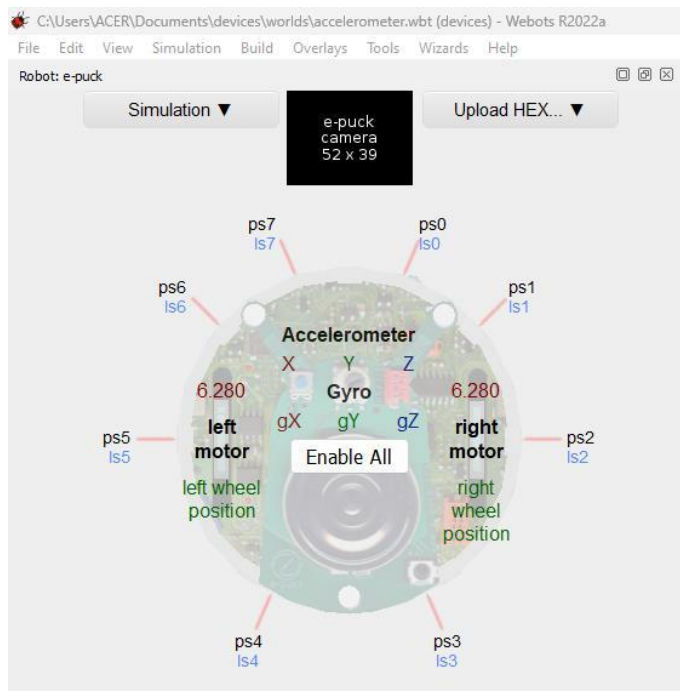 C:\Users\ACER\Documents\devices\worlds\accelerometer.wbt (devices) - Webots R2022a
File Edit View Simulation Build Overlays Tools Wizards Help
Robot: e-puck
Simulation ▼
e-puck
camera
52 x 39
Upload HEX... ▼
ps7
ls7
ps0
ls0
ps6
ls6
ps1
ls1
Accelerometer
X Y Z
6.280 Gyro 6.280
gX gY gZ
left
motor
right
motor
ps5
ls5
ps2
ls2
Enable All
left wheel
position
right
wheel
position
ps4
ls4
ps3
ls3